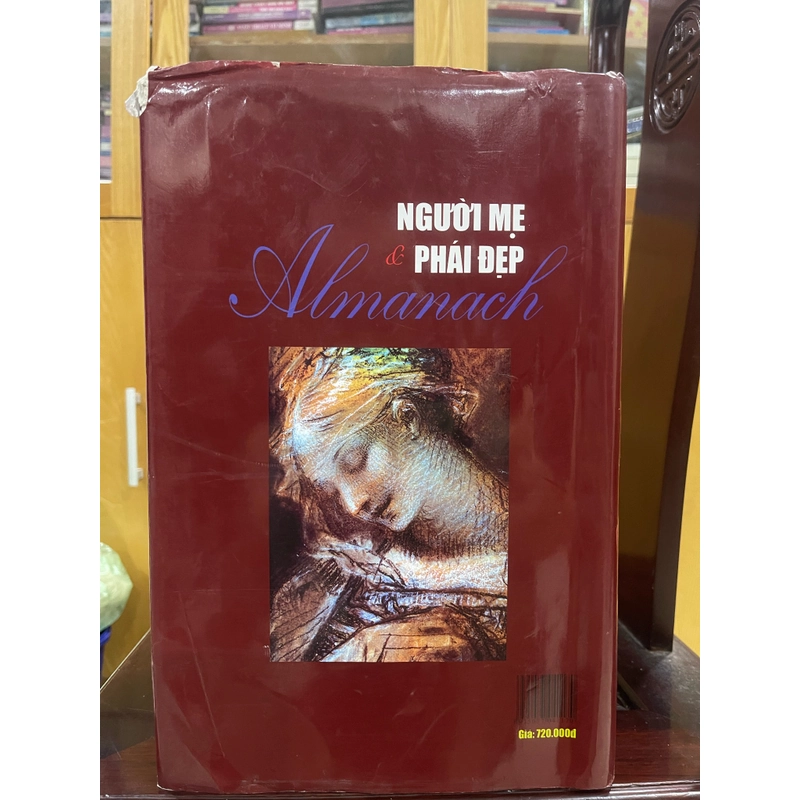 NGƯỜI MẸ
& PHÁI ĐẸP
Almanach
Giá: 720.000đ